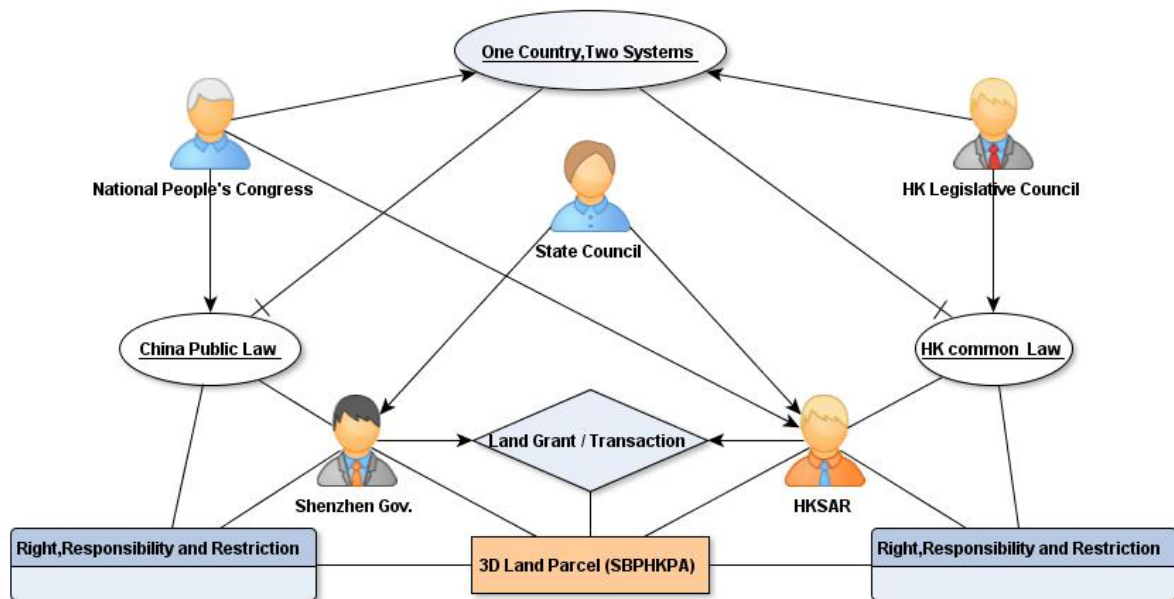 One Country,Two Systems
National People's Congress
HK Legislative Council
State Council
China Public Law
HK common Law
Land Grant / Transaction
Shenzhen Gov.
HKSAR
Right,Responsibility and Restriction
3D Land Parcel (SBPHKPA)
Right,Responsibility and Restriction